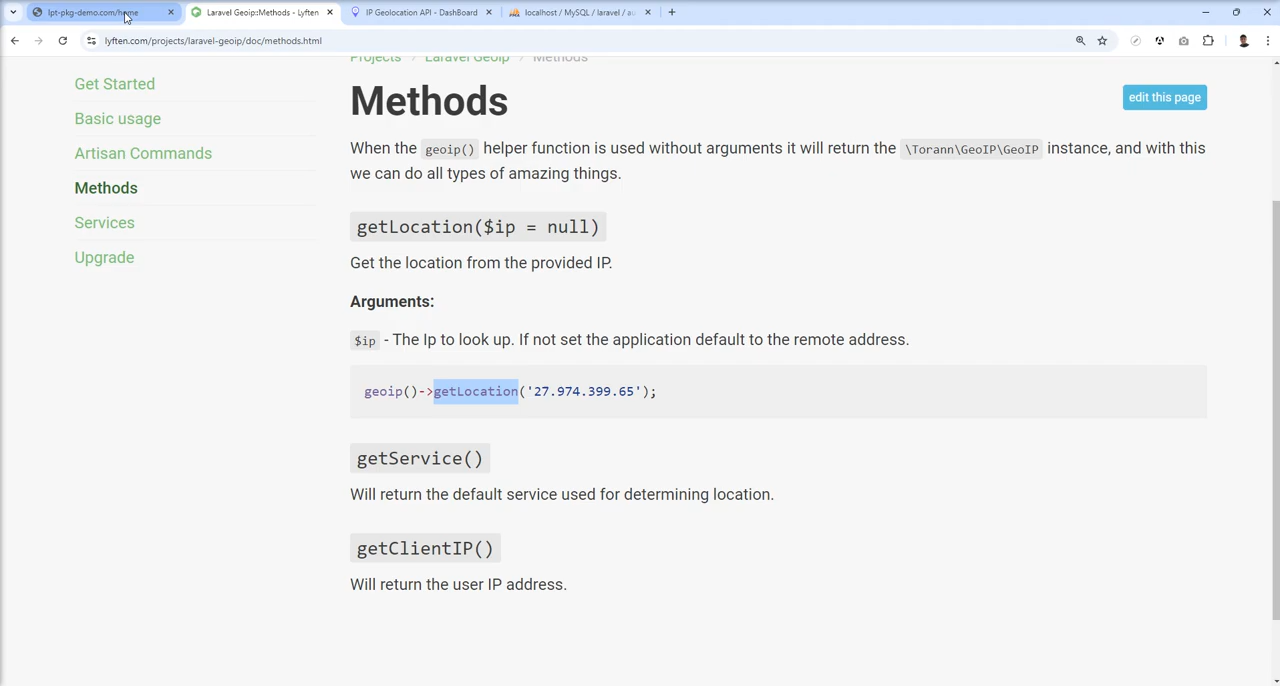 lpt-pkg-demo.com/home
Laravel Geoip::Methods - Lyften
IP Geolocation API - DashBoard
localhost / MySQL / laravel / au
lyften.com/projects/laravel-geoip/doc/methods.html
Projects / Laravel Geoip / Methods
Get Started
Basic usage
Artisan Commands
Methods
Services
Upgrade
Methods
edit this page
When the geoip() helper function is used without arguments it will return the \Torann\GeoIP\GeoIP instance, and with this
we can do all types of amazing things.
getLocation($ip = null)
Get the location from the provided IP.
Arguments:
$ip - The Ip to look up. If not set the application default to the remote address.
geoip()->getLocation('27.974.399.65');
getService()
Will return the default service used for determining location.
getClientIP()
Will return the user IP address.